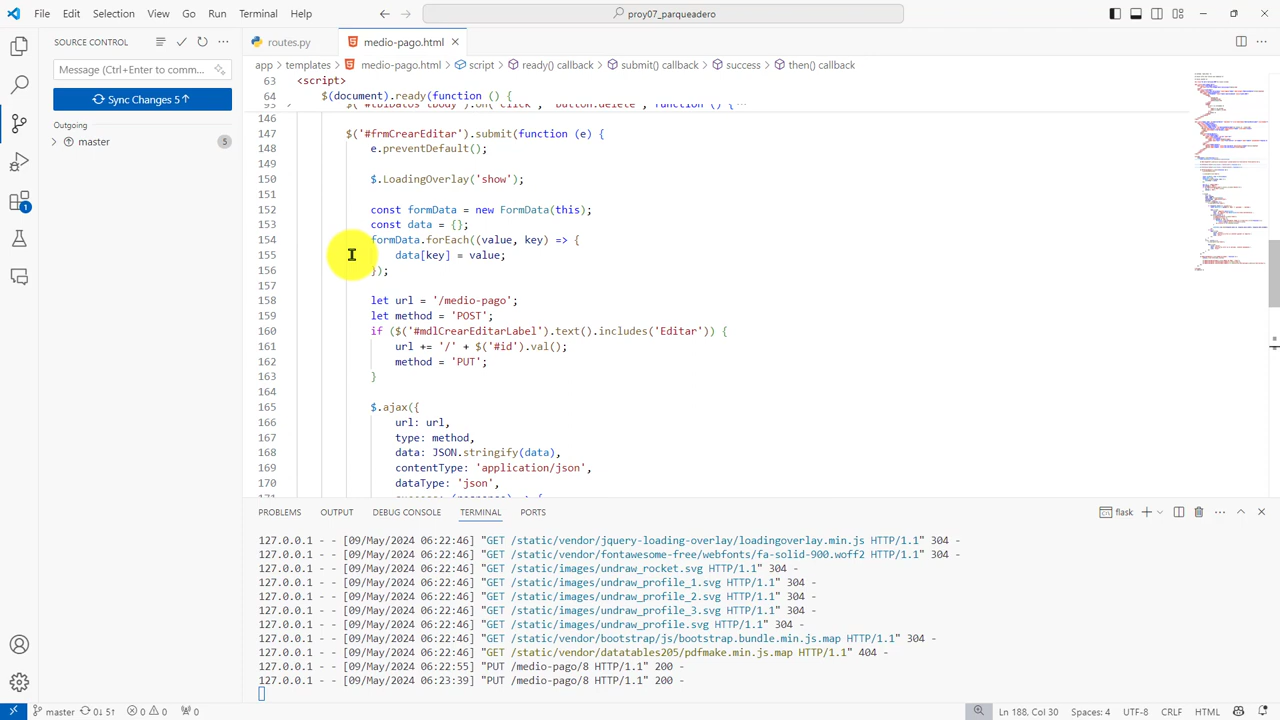 File Edit Selection View Go Run Terminal Help
proy07_parqueadero
SOURCE CONTROL
Message (Ctrl+Enter to comm...
Sync Changes 5↑
Outgoing
master 5
1
routes.py
medio-pago.html
app > templates > medio-pago.html > script > ready() callback > submit() callback > success > then() callback
63 <script>
64 ment).ready(function
146
147 $('#frmCrearEditar').submit(function (e)
148 e.preventDefault();
149
152 const formData = new FormData(this);
153 const data
154 formData.forEach((value, key) => {
155 data[key] = value;
156 });
157
158 let url = '/medio-pago';
159 let method = 'POST';
160 if ($('#mdlCrearEditarLabel').text().includes('Editar')) {
161 url += '/' + $('#id').val();
162 method = 'PUT';
163 }
164
165 $.ajax({
166 url: url,
167 type: method,
168 data: JSON.stringify(data),
169 contentType: 'application/json',
170 dataType: 'json',
PROBLEMS OUTPUT DEBUG CONSOLE TERMINAL PORTS
flask
127.0.0.1 - - [09/May/2024 06:22:46] "GET /static/vendor/jquery-loading-overlay/loadingoverlay.min.js HTTP/1.1" 304 -
127.0.0.1 - - [09/May/2024 06:22:46] "GET /static/vendor/fontawesome-free/webfonts/fa-solid-900.woff2 HTTP/1.1" 304 -
127.0.0.1 - - [09/May/2024 06:22:46] "GET /static/images/undraw_rocket.svg HTTP/1.1" 304 -
127.0.0.1 - - [09/May/2024 06:22:46] "GET /static/images/undraw_profile_1.svg HTTP/1.1" 304 -
127.0.0.1 - - [09/May/2024 06:22:46] "GET /static/images/undraw_profile_2.svg HTTP/1.1" 304 -
127.0.0.1 - - [09/May/2024 06:22:46] "GET /static/images/undraw_profile_3.svg HTTP/1.1" 304 -
127.0.0.1 - - [09/May/2024 06:22:46] "GET /static/images/undraw_profile.svg HTTP/1.1" 304 -
127.0.0.1 - - [09/May/2024 06:22:46] "GET /static/vendor/bootstrap/js/bootstrap.bundle.min.js.map HTTP/1.1" 304 -
127.0.0.1 - - [09/May/2024 06:22:46] "GET /static/vendor/datatables205/pdfmake.min.js.map HTTP/1.1" 404 -
127.0.0.1 - - [09/May/2024 06:22:55] "PUT /medio-pago/8 HTTP/1.1" 200 -
127.0.0.1 - - [09/May/2024 06:23:39] "PUT /medio-pago/8 HTTP/1.1" 200 -
master 0↓ 5↑ 0 0 0 Ln 188, Col 30 Spaces: 4 UTF-8 CRLF HTML